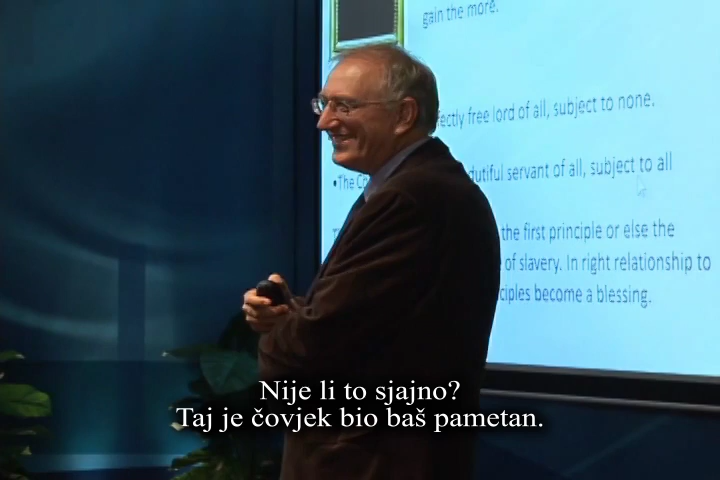 gain the more.
fectly free lord of all, subject to none.
•The dutiful servant of all, subject to all
the first principle or else the
of slavery. In right relationship to
ciples become a blessing.
Nije li to sjajno?
Taj je čovjek bio baš pametan.